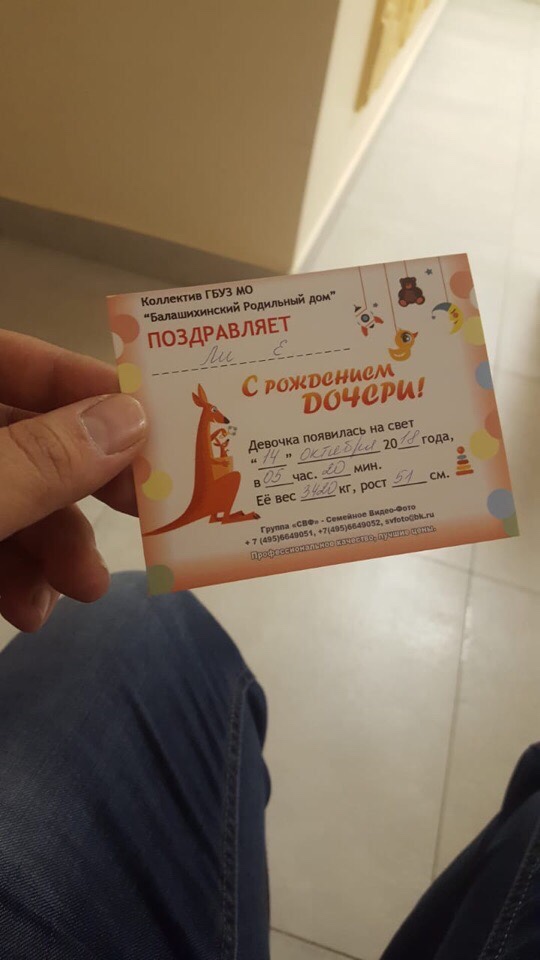 Коллектив ГБУЗ МО
"Балашихинский Родильный дом"
ПОЗДРАВЛЯЕТ
Ли Е
С РОЖДЕНИЕМ
ДОЧЕРИ!
Девочка появилась на свет
"14" октября 2018 года,
в 05 час. 20 мин.
Её вес 3420 кг, рост 51 см.
Группа «СВФ» - Семейное Видео-Фото
+ 7 (495)6649051, +7(495)6649052, svfoto@bk.ru
Профессиональное качество, лучшие цены.